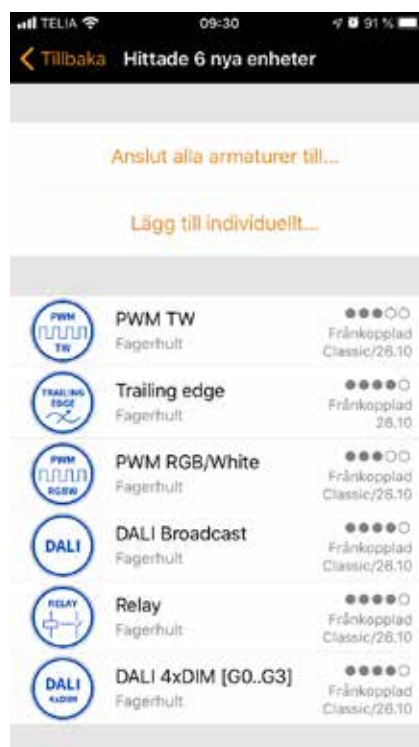 TELIA 09:30 91 %
Tillbaka Hittade 6 nya enheter
Anslut alla armaturer till...
Lägg till individuellt...
PWM TW
PWM TW
Fagerhult
Frånkopplad
Classic/26.10
TRAILING EDGE
Trailing edge
Fagerhult
Frånkopplad
26.10
PWM RGBW
PWM RGB/White
Fagerhult
Frånkopplad
Classic/26.10
DALI
DALI Broadcast
Fagerhult
Frånkopplad
Classic/26.10
RELAY
Relay
Fagerhult
Frånkopplad
Classic/26.10
DALI 4xDIM
DALI 4xDIM [G0..G3]
Fagerhult
Frånkopplad
Classic/26.10